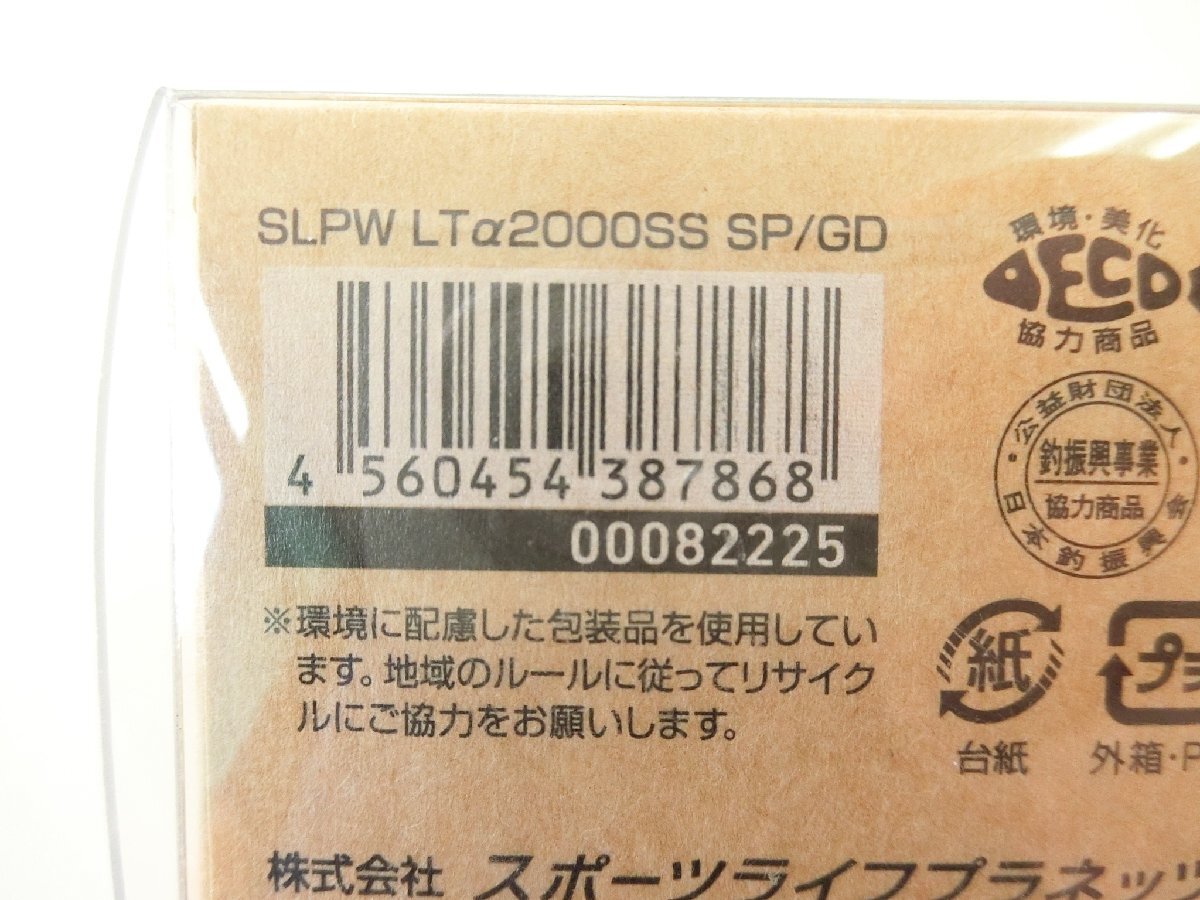 SLPW LTα2000SS SP/GD
4 560454 387868
00082225
※環境に配慮した包装品を使用してい
ます。地域のルールに従ってリサイク
ルにご協力をお願いします。
株式会社 スポーツライフプラネッツ
環境・美化
ECO
協力商品
公益財団法人
釣振興事業
協力商品
日本釣振興会
紙
台紙
プラ
外箱・P